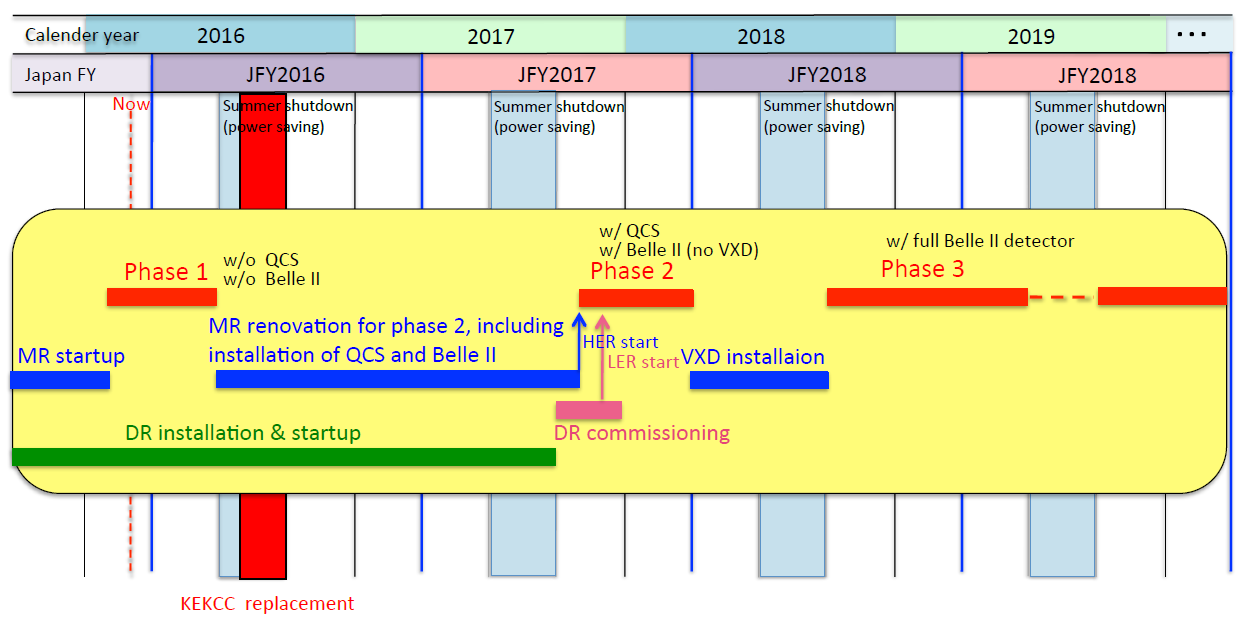 Calender year 2016 2017 2018 2019 ...
Japan FY JFY2016 JFY2017 JFY2018 JFY2018
Now
Summer shutdown
(power saving)
Summer shutdown
(power saving)
Summer shutdown
(power saving)
Summer shutdown
(power saving)
Phase 1
w/o QCS
w/o Belle II
w/ QCS
w/ Belle II (no VXD)
Phase 2
w/ full Belle II detector
Phase 3
MR startup
MR renovation for phase 2, including
installation of QCS and Belle II
HER start
LER start
VXD installaion
DR installation & startup
DR commissioning
KEKCC replacement